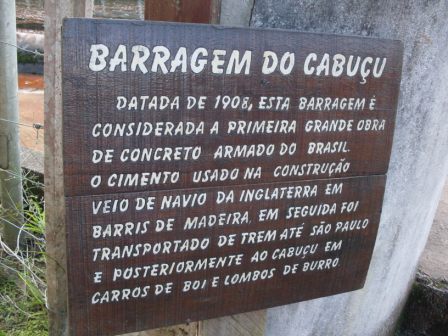 BARRAGEM DO CABUÇU
DATADA DE 1908, ESTA BARRAGEM É
CONSIDERADA A PRIMEIRA GRANDE OBRA
DE CONCRETO ARMADO DO BRASIL.
O CIMENTO USADO NA CONSTRUÇÃO
VEIO DE NAVIO DA INGLATERRA EM
BARRIS DE MADEIRA, EM SEGUIDA FOI
TRANSPORTADO DE TREM ATÉ SÃO PAULO
E POSTERIORMENTE AO CABUÇU EM
CARROS DE BOI E LOMBOS DE BURRO.